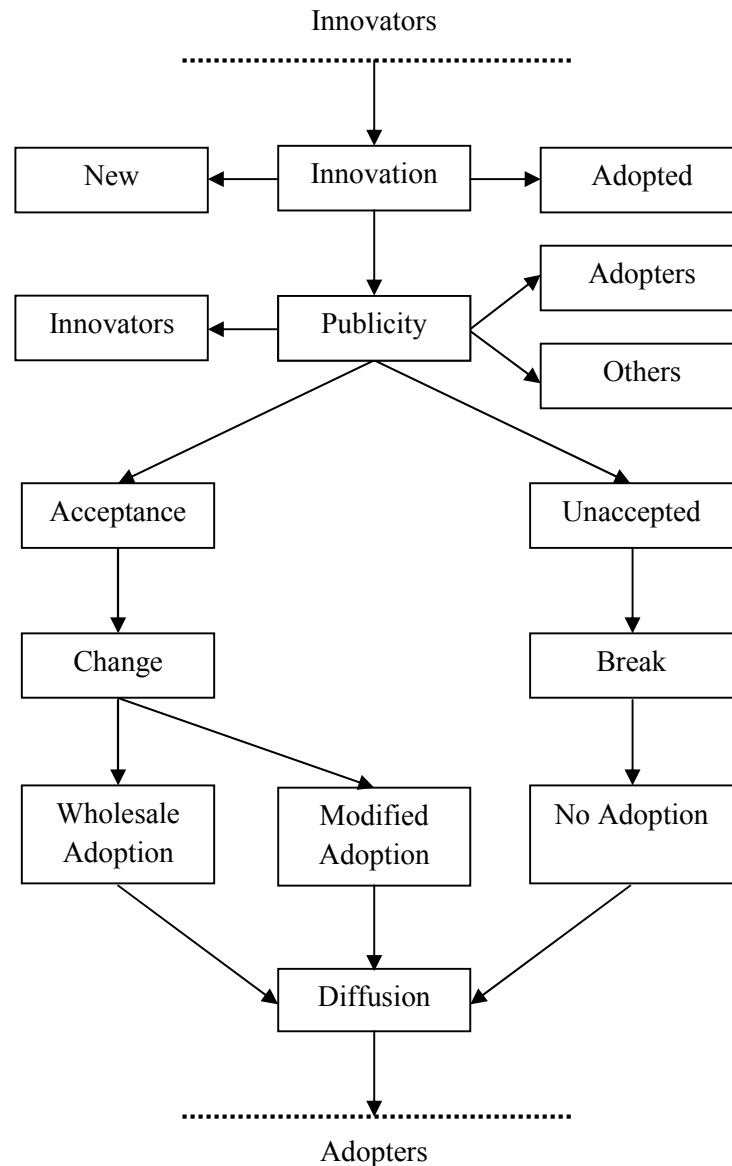 Innovators
New
Innovation
Adopted
Adopters
Innovators
Publicity
Others
Acceptance
Unaccepted
Change
Break
Wholesale
Adoption
Modified
Adoption
No Adoption
Diffusion
Adopters